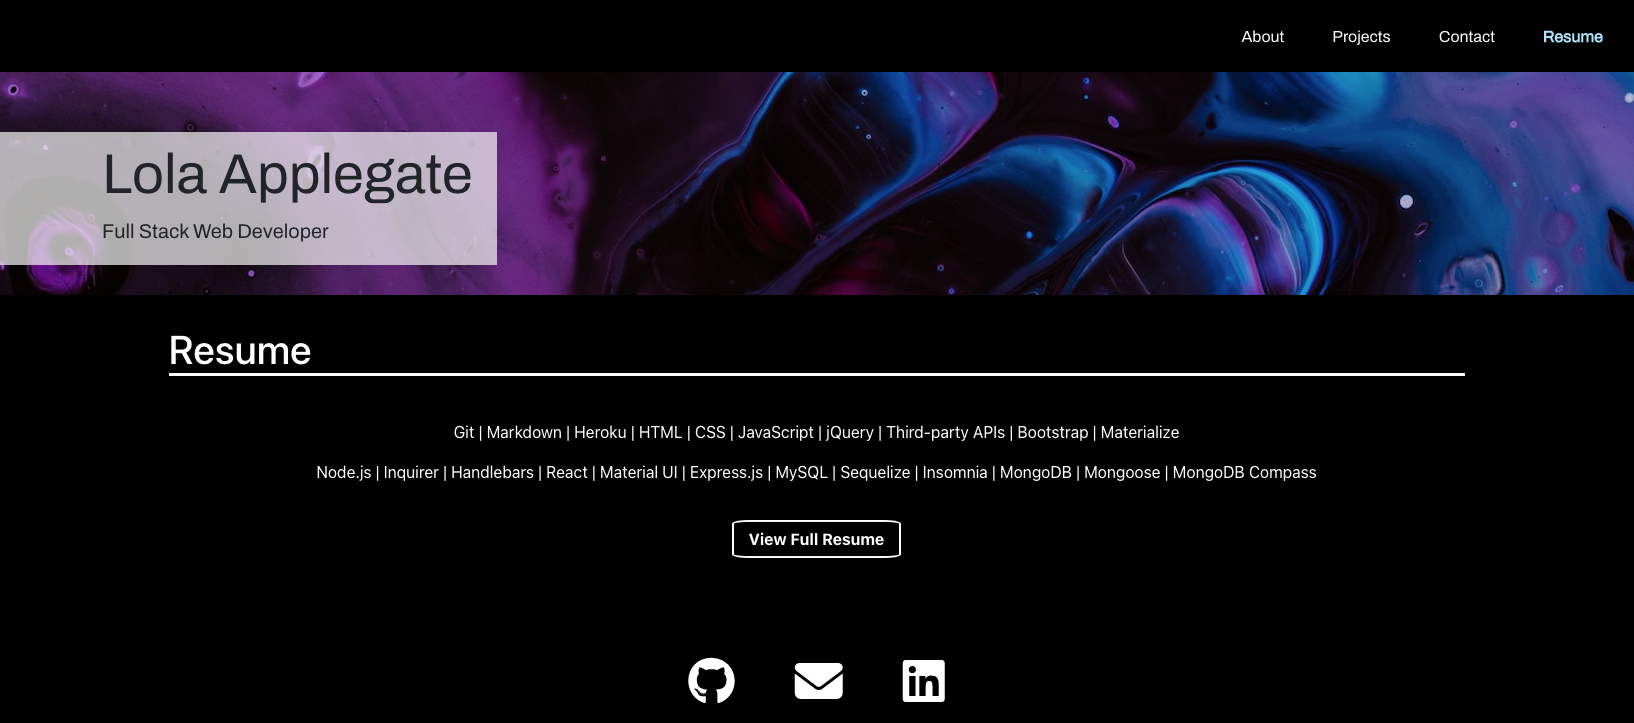 About Projects Contact Resume
Lola Applegate
Full Stack Web Developer
Resume
Git | Markdown | Heroku | HTML | CSS | JavaScript | jQuery | Third-party APIs | Bootstrap | Materialize
Node.js | Inquirer | Handlebars | React | Material UI | Express.js | MySQL | Sequelize | Insomnia | MongoDB | Mongoose | MongoDB Compass
View Full Resume
in